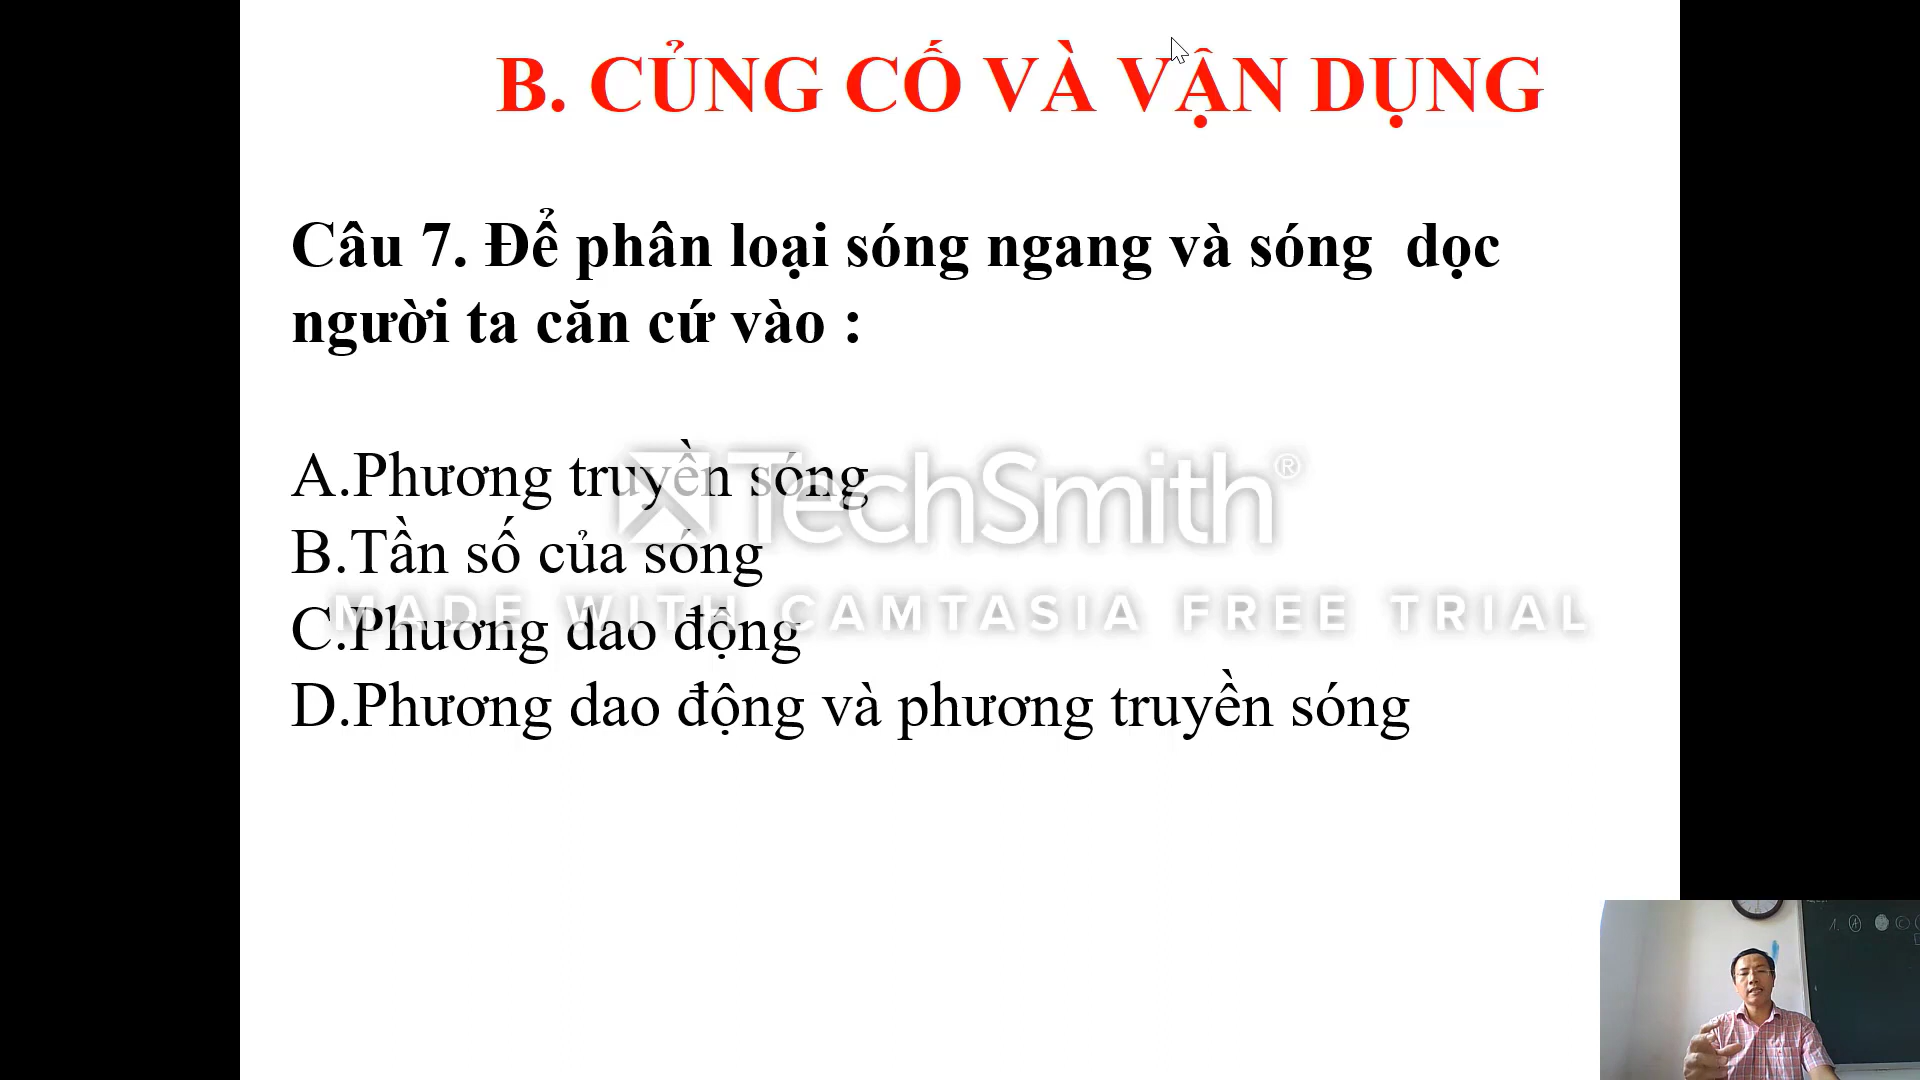 B. CỦNG CỐ VÀ VẬN DỤNG
Câu 7. Để phân loại sóng ngang và sóng dọc
người ta căn cứ vào :
A.Phương truyền sóng
TechSmith®
B.Tần số của sóng
MADE WITH CAMTASIA FREE TRIAL
C.Phương dao động
D.Phương dao động và phương truyền sóng
1. A C